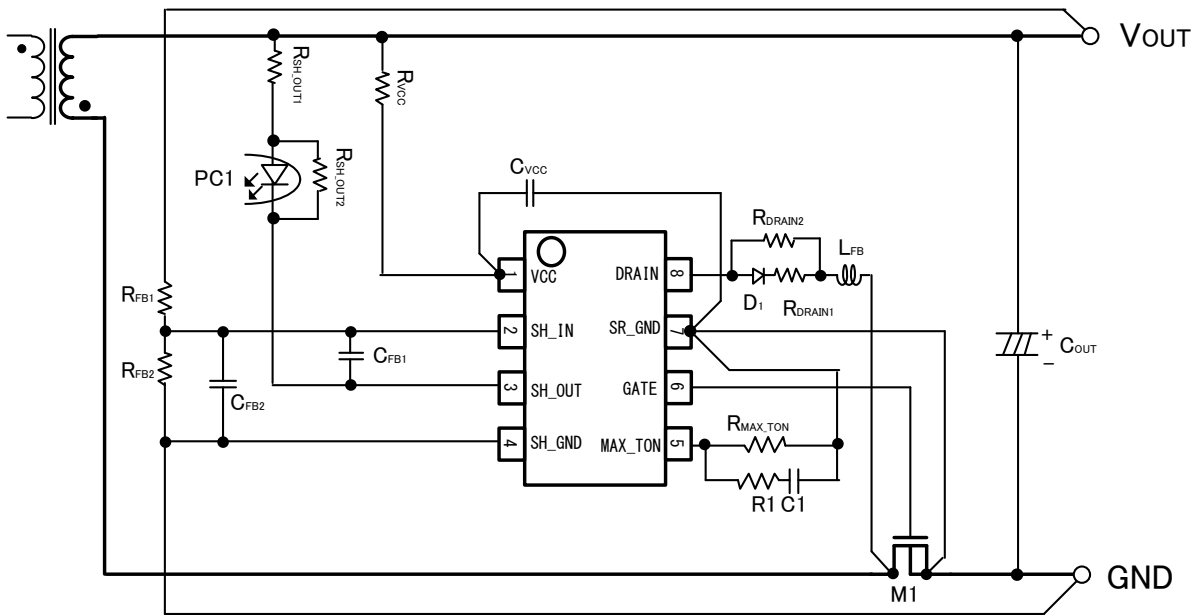 VOUT
RSH_OUT1
RVCC
RSH_OUT2
PC1
CVCC
RDRAIN2
LFB
1 VCC
DRAIN 8
D1
RDRAIN1
RFB1
2 SH_IN
SR_GND 7
CFB1
+
COUT
−
RFB2
CFB2
3 SH_OUT
GATE 6
RMAX_TON
4 SH_GND
MAX_TON 5
R1 C1
M1
GND